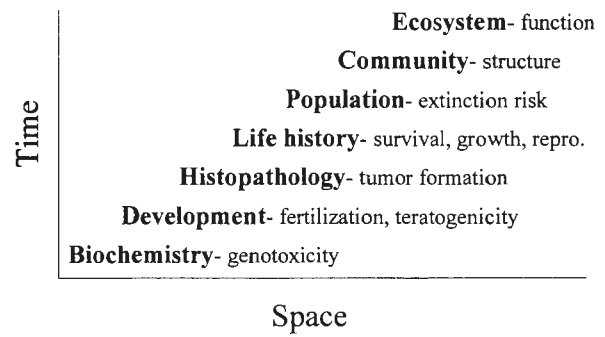 Ecosystem- function
Community- structure
Population- extinction risk
Life history- survival, growth, repro.
Histopathology- tumor formation
Development- fertilization, teratogenicity
Biochemistry- genotoxicity
Time
Space